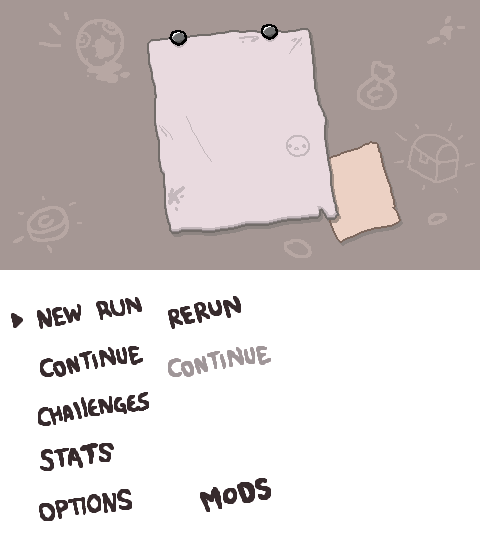 NEW RUN RERUN
CONTINUE CONTINUE
CHAllENGES
STATS
OPTIONS MODS